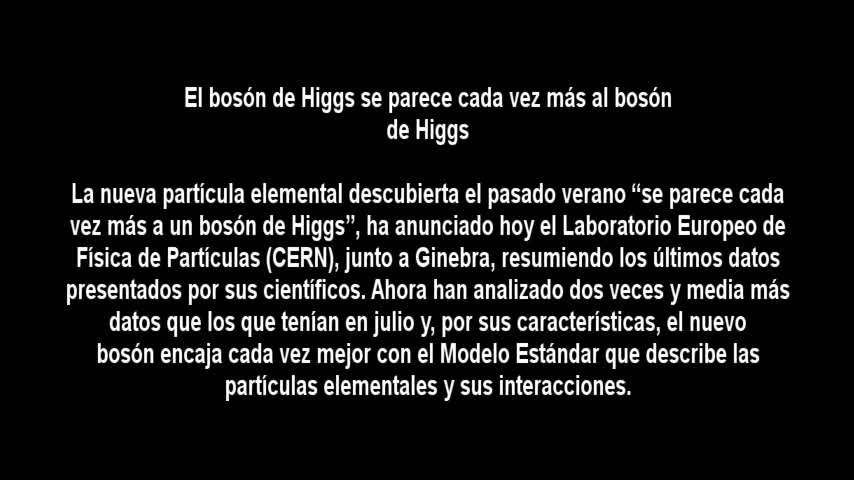 El bosón de Higgs se parece cada vez más al bosón
de Higgs
La nueva partícula elemental descubierta el pasado verano “se parece cada
vez más a un bosón de Higgs”, ha anunciado hoy el Laboratorio Europeo de
Física de Partículas (CERN), junto a Ginebra, resumiendo los últimos datos
presentados por sus científicos. Ahora han analizado dos veces y media más
datos que los que tenían en julio y, por sus características, el nuevo
bosón encaja cada vez mejor con el Modelo Estándar que describe las
partículas elementales y sus interacciones.